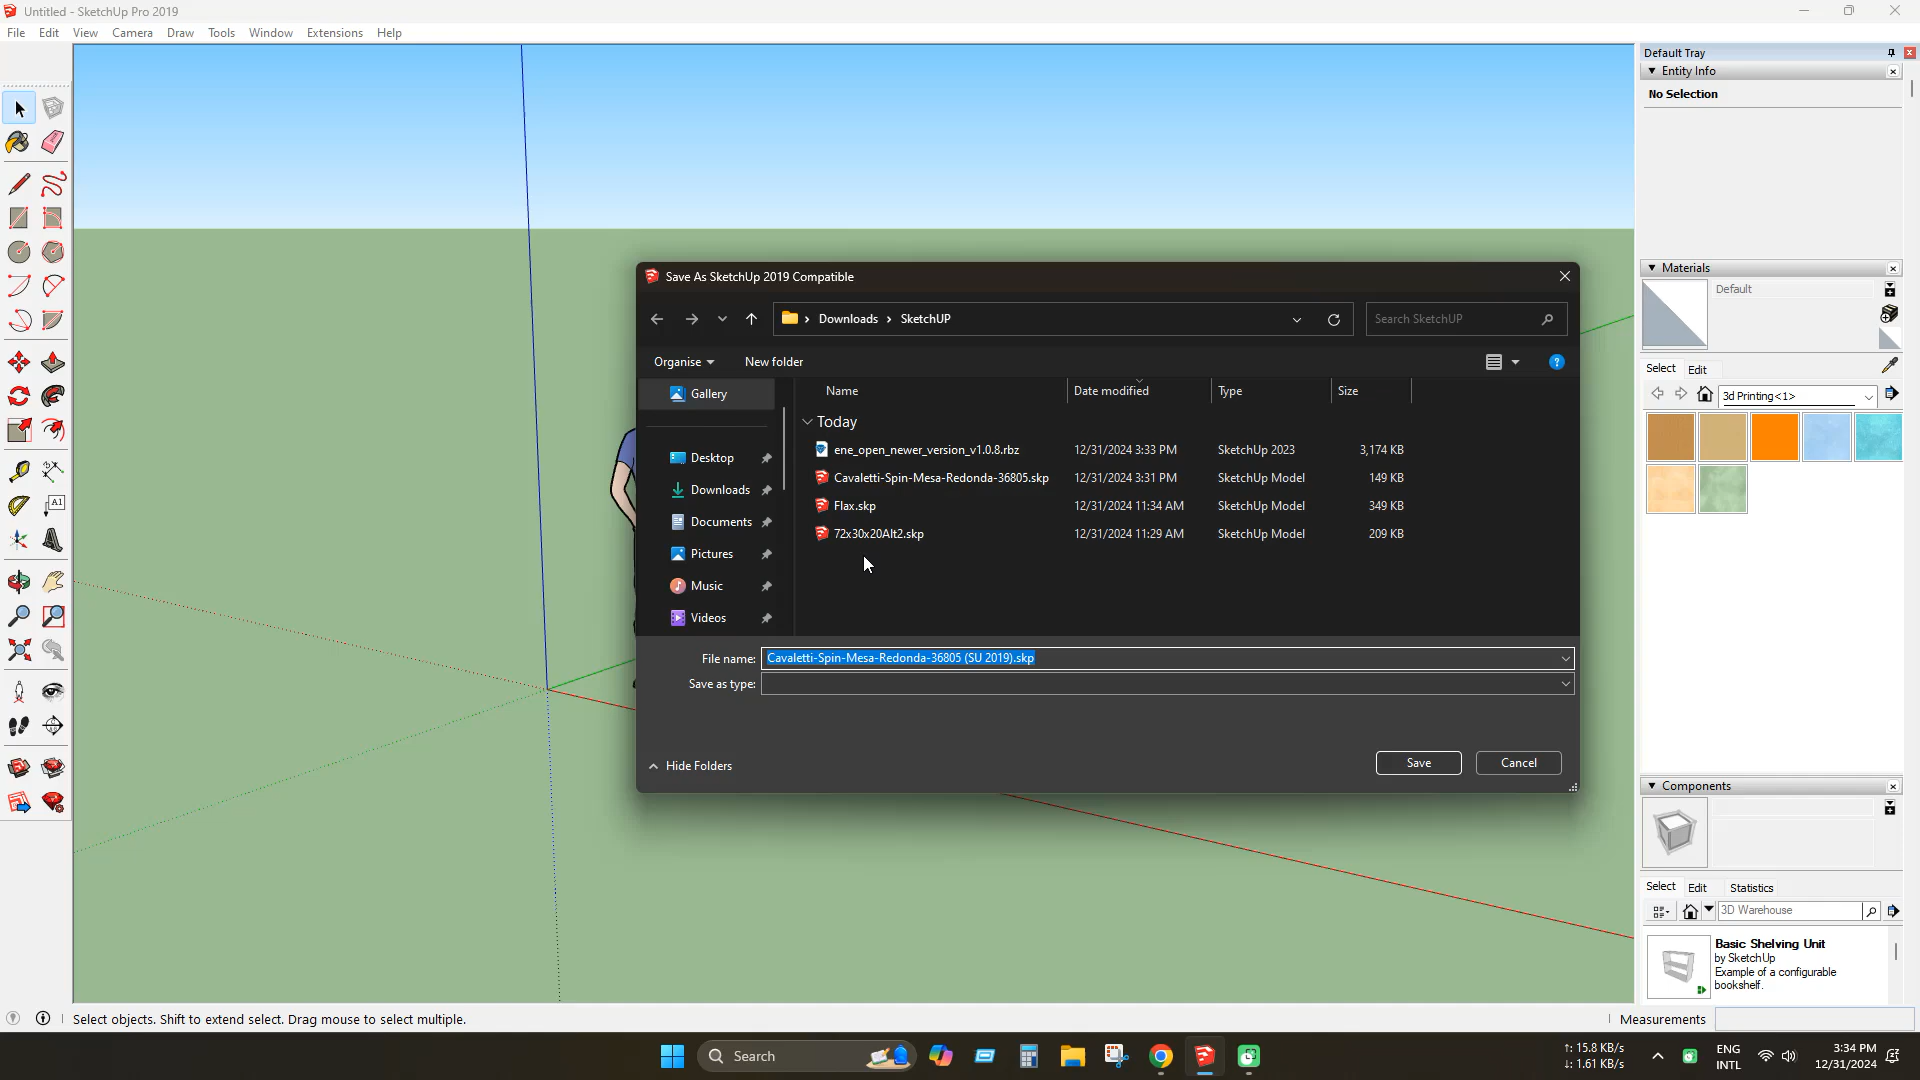 Untitled - SketchUp Pro 2019
File Edit View Camera Draw Tools Window Extensions Help
Default Tray
Entity Info
No Selection
Save As SketchUp 2019 Compatible
Downloads › SketchUP
Search SketchUP
Organise
New folder
Gallery
Desktop
Downloads
Documents
Pictures
Music
Videos
Name Date modified Type Size
Today
ene_open_newer_version_v1.0.8.rbz 12/31/2024 3:33 PM SketchUp 2023 3,174 KB
Cavaletti-Spin-Mesa-Redonda-36805.skp 12/31/2024 3:31 PM SketchUp Model 149 KB
Flax.skp 12/31/2024 11:34 AM SketchUp Model 349 KB
72x30x20Alt2.skp 12/31/2024 11:29 AM SketchUp Model 209 KB
File name: Cavaletti-Spin-Mesa-Redonda-36805 (SU 2019).skp
Save as type:
Hide Folders
Save
Cancel
Materials
Default
Select Edit
3d Printing<1>
Components
Select Edit Statistics
3D Warehouse
Basic Shelving Unit
by SketchUp
Example of a configurable
bookshelf.
A1
Select objects. Shift to extend select. Drag mouse to select multiple.
Measurements
Search
↑: 15.8 KB/s
↓: 1.61 KB/s
ENG
INTL
3:34 PM
12/31/2024